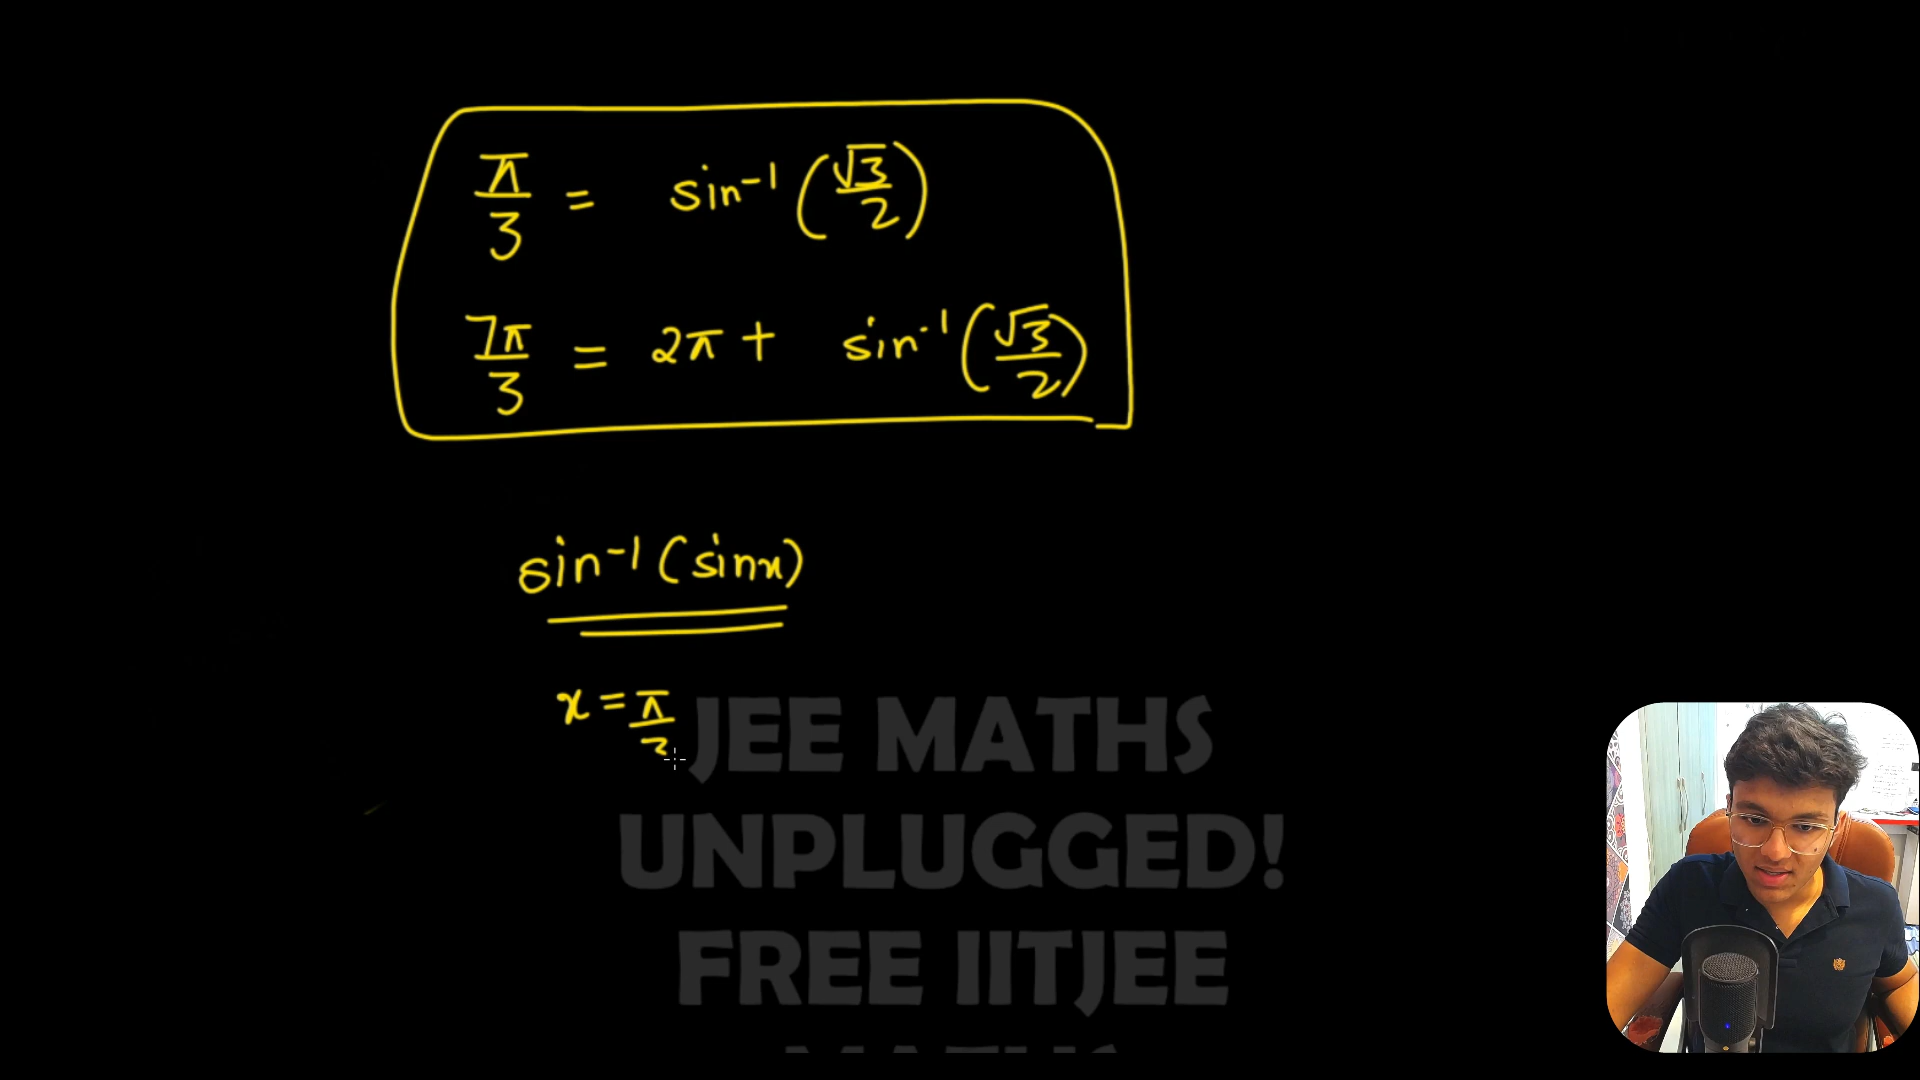 π/3 = sin⁻¹(√3/2)
7π/3 = 2π + sin⁻¹(√3/2)
sin⁻¹(sinx)
x = π/3
JEE MATHS
UNPLUGGED!
FREE IITJEE